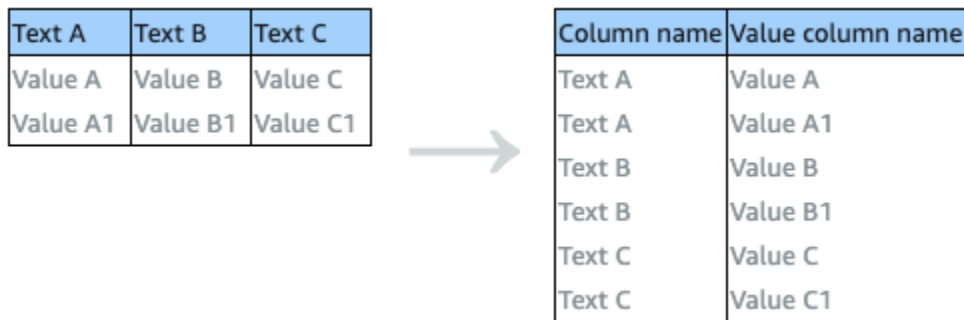 Text A Text B Text C
Value A Value B Value C
Value A1 Value B1 Value C1
Column name Value column name
Text A Value A
Text A Value A1
Text B Value B
Text B Value B1
Text C Value C
Text C Value C1